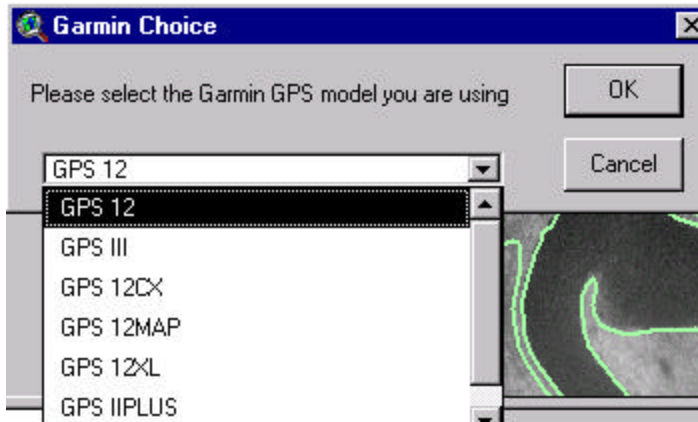 Garmin Choice
Please select the Garmin GPS model you are using
OK
Cancel
GPS 12
GPS 12
GPS III
GPS 12CX
GPS 12MAP
GPS 12XL
GPS IIPLUS